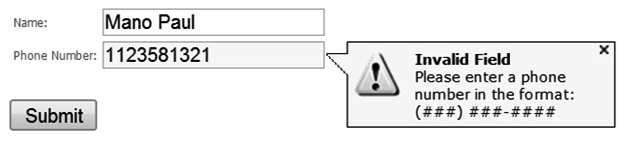 Name: Mano Paul
Phone Number: 1123581321
Invalid Field
Please enter a phone
number in the format:
(###) ###-####
Submit